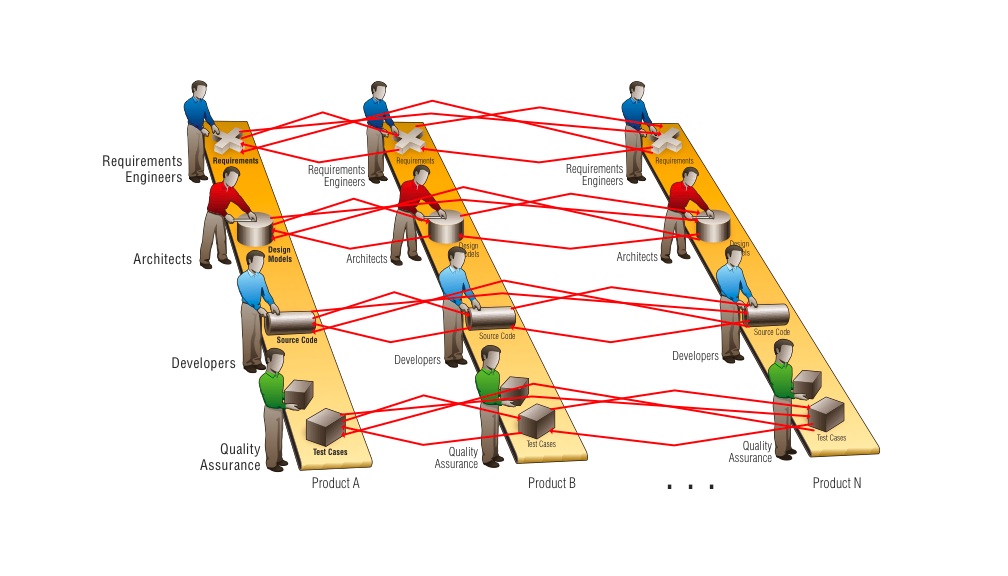 Requirements
Engineers
Requirements
Architects
Design
Models
Developers
Source Code
Quality
Assurance
Test Cases
Product A
Requirements
Engineers
Requirements
Architects
Design
Developers
Source Code
Quality
Assurance
Test Cases
Product B
. . .
Requirements
Engineers
Requirements
Architects
Design
Developers
Source Code
Quality
Assurance
Test Cases
Product N